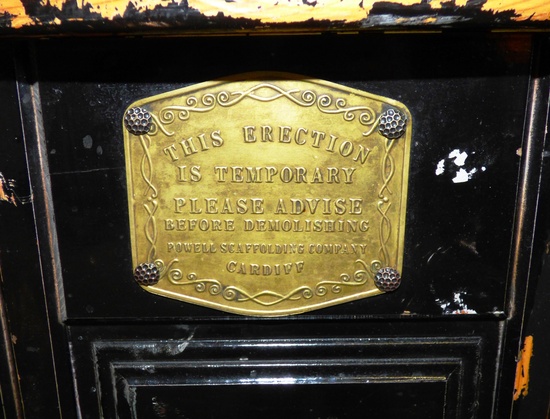 THIS ERECTION
IS TEMPORARY
PLEASE ADVISE
BEFORE DEMOLISHING
POWELL SCAFFOLDING COMPANY
CARDIFF